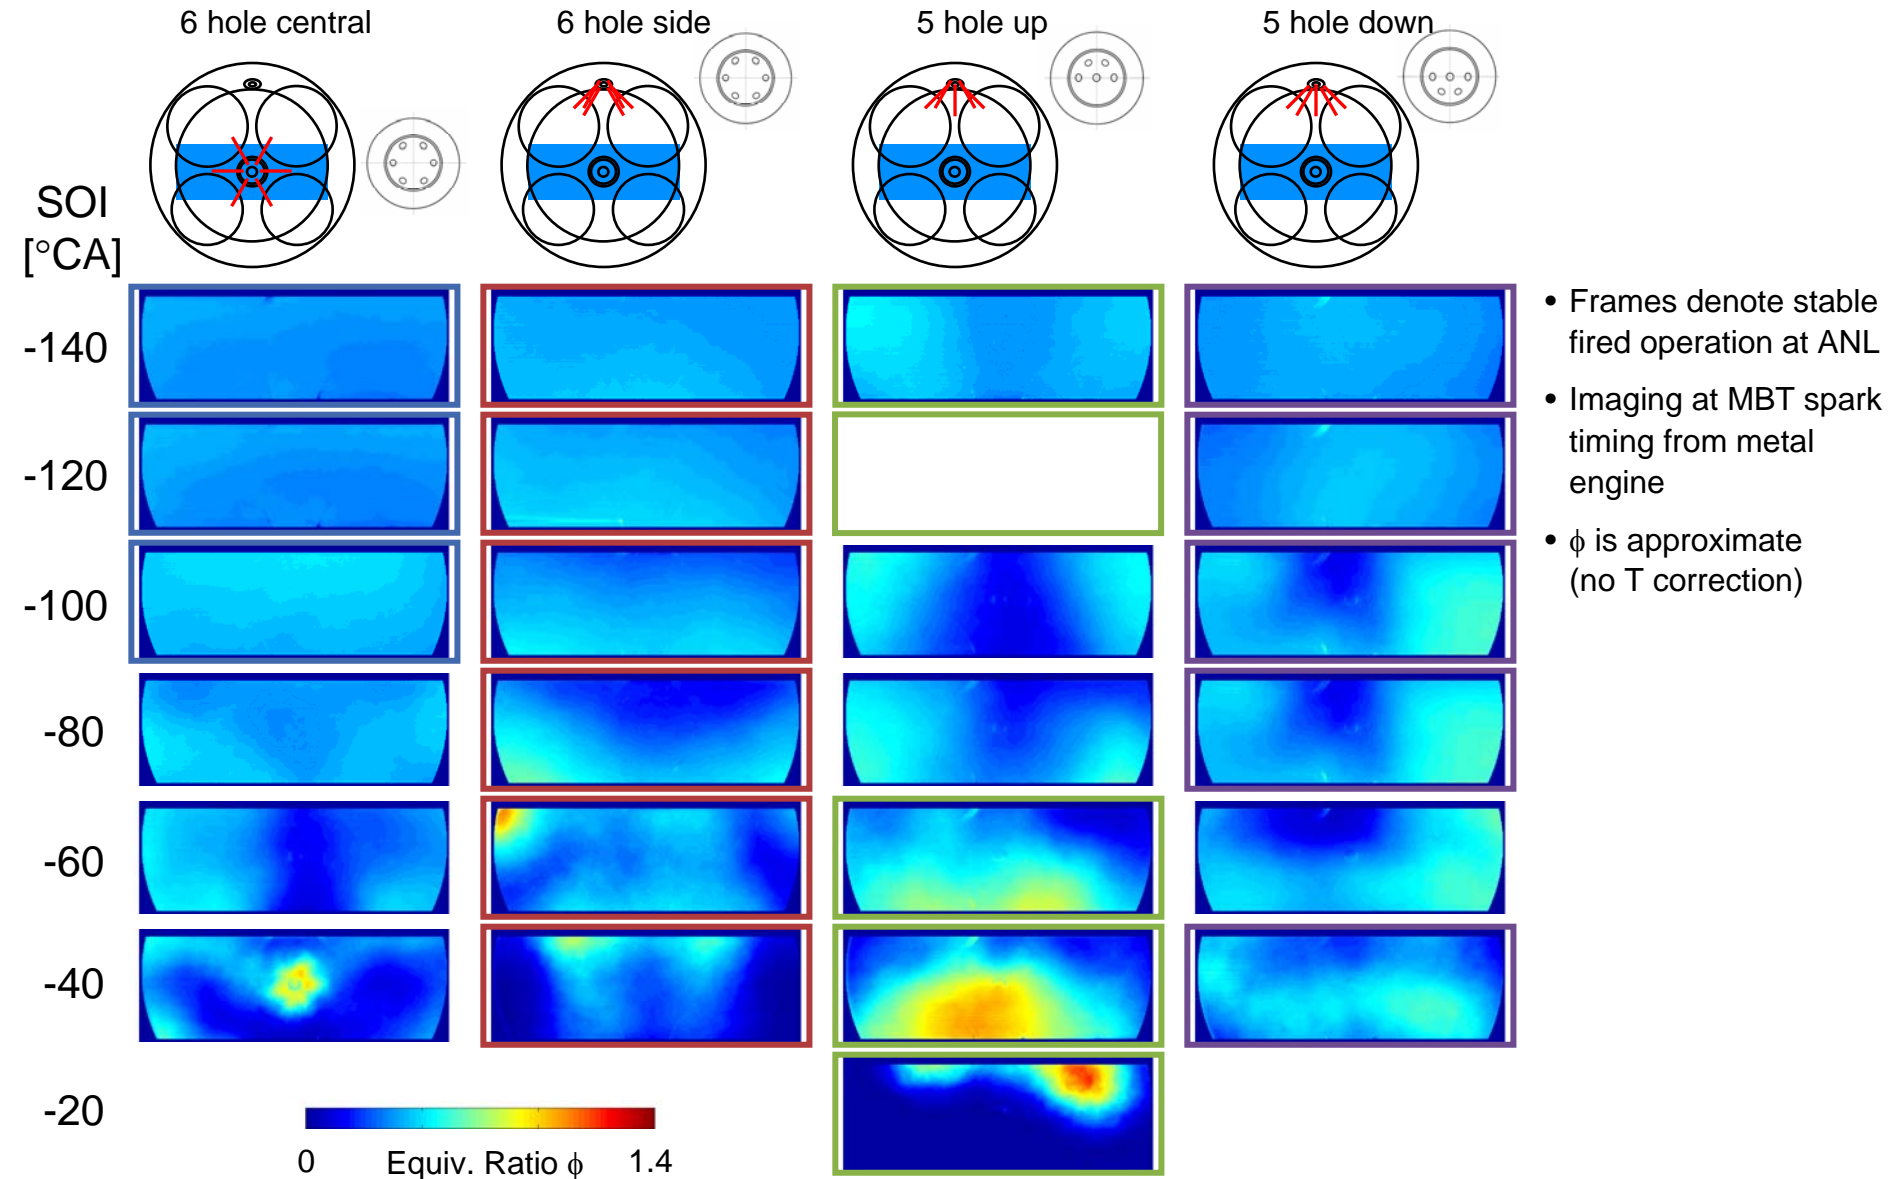 6 hole central
6 hole side
5 hole up
5 hole down
SOI
[°CA]
-140
-120
-100
-80
-60
-40
-20
0
Equiv. Ratio ϕ
1.4
• Frames denote stable
fired operation at ANL
• Imaging at MBT spark
timing from metal
engine
• ϕ is approximate
(no T correction)